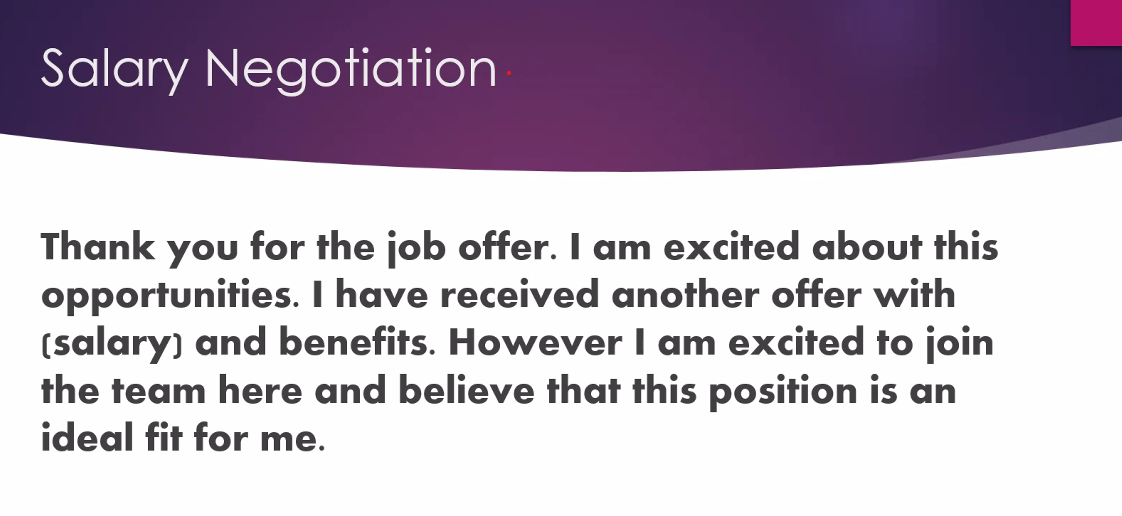 Salary Negotiation
Thank you for the job offer. I am excited about this
opportunities. I have received another offer with
(salary) and benefits. However I am excited to join
the team here and believe that this position is an
ideal fit for me.